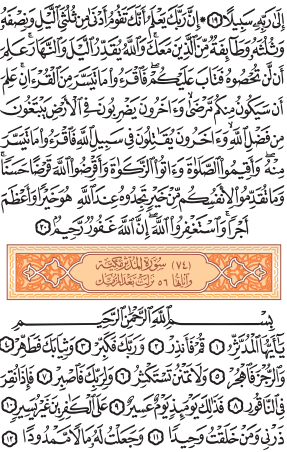 إِلَىٰ رَبِّهِۦ سَبِيلًا ١٩ ۞ إِنَّ رَبَّكَ يَعْلَمُ أَنَّكَ تَقُومُ أَدْنَىٰ مِن ثُلُثَيِ ٱلَّيْلِ وَنِصْفَهُۥ
وَثُلُثَهُۥ وَطَآئِفَةٌ مِّنَ ٱلَّذِينَ مَعَكَ ۚ وَٱللَّهُ يُقَدِّرُ ٱلَّيْلَ وَٱلنَّهَارَ ۚ عَلِمَ
أَن لَّن تُحْصُوهُ فَتَابَ عَلَيْكُمْ ۖ فَٱقْرَءُوا۟ مَا تَيَسَّرَ مِنَ ٱلْقُرْءَانِ ۚ عَلِمَ
أَن سَيَكُونُ مِنكُم مَّرْضَىٰ ۙ وَءَاخَرُونَ يَضْرِبُونَ فِى ٱلْأَرْضِ يَبْتَغُونَ
مِن فَضْلِ ٱللَّهِ ۙ وَءَاخَرُونَ يُقَـٰتِلُونَ فِى سَبِيلِ ٱللَّهِ ۖ فَٱقْرَءُوا۟ مَا تَيَسَّرَ
مِنْهُ ۚ وَأَقِيمُوا۟ ٱلصَّلَوٰةَ وَءَاتُوا۟ ٱلزَّكَوٰةَ وَأَقْرِضُوا۟ ٱللَّهَ قَرْضًا حَسَنًا ۚ
وَمَا تُقَدِّمُوا۟ لِأَنفُسِكُم مِّنْ خَيْرٍ تَجِدُوهُ عِندَ ٱللَّهِ هُوَ خَيْرًا وَأَعْظَمَ
أَجْرًا ۚ وَٱسْتَغْفِرُوا۟ ٱللَّهَ ۖ إِنَّ ٱللَّهَ غَفُورٌ رَّحِيمٌۢ ٢٠
(٧٤) سُورَةُ المُدَّثِّر مَكِّيَّة
وَآيَاتُهَا ٥٦ نَزَلَتْ بَعْدَ المُزَّمِّل
بِسْمِ ٱللَّهِ ٱلرَّحْمَـٰنِ ٱلرَّحِيمِ
يَـٰٓأَيُّهَا ٱلْمُدَّثِّرُ ١ قُمْ فَأَنذِرْ ٢ وَرَبَّكَ فَكَبِّرْ ٣ وَثِيَابَكَ فَطَهِّرْ ٤
وَٱلرُّجْزَ فَٱهْجُرْ ٥ وَلَا تَمْنُن تَسْتَكْثِرُ ٦ وَلِرَبِّكَ فَٱصْبِرْ ٧ فَإِذَا نُقِرَ
فِى ٱلنَّاقُورِ ٨ فَذَٰلِكَ يَوْمَئِذٍ يَوْمٌ عَسِيرٌ ٩ عَلَى ٱلْكَـٰفِرِينَ غَيْرُ يَسِيرٍ ١٠
ذَرْنِى وَمَنْ خَلَقْتُ وَحِيدًا ١١ وَجَعَلْتُ لَهُۥ مَالًا مَّمْدُودًا ١٢